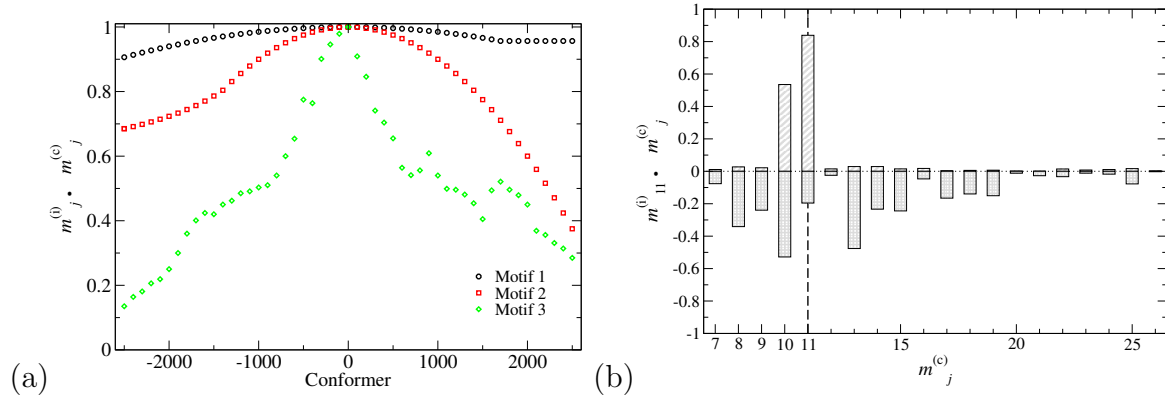 1
0.8
0.6
0.4
0.2
0
m_j^(i) • m_j^(c)
-2000 -1000 0 1000 2000
Conformer
Motif 1
Motif 2
Motif 3
(a)
1
0.8
0.6
0.4
0.2
0
-0.2
-0.4
-0.6
-0.8
-1
m_11^(i) • m_j^(c)
7 8 9 10 11 15 20 25
m_j^(c)
(b)